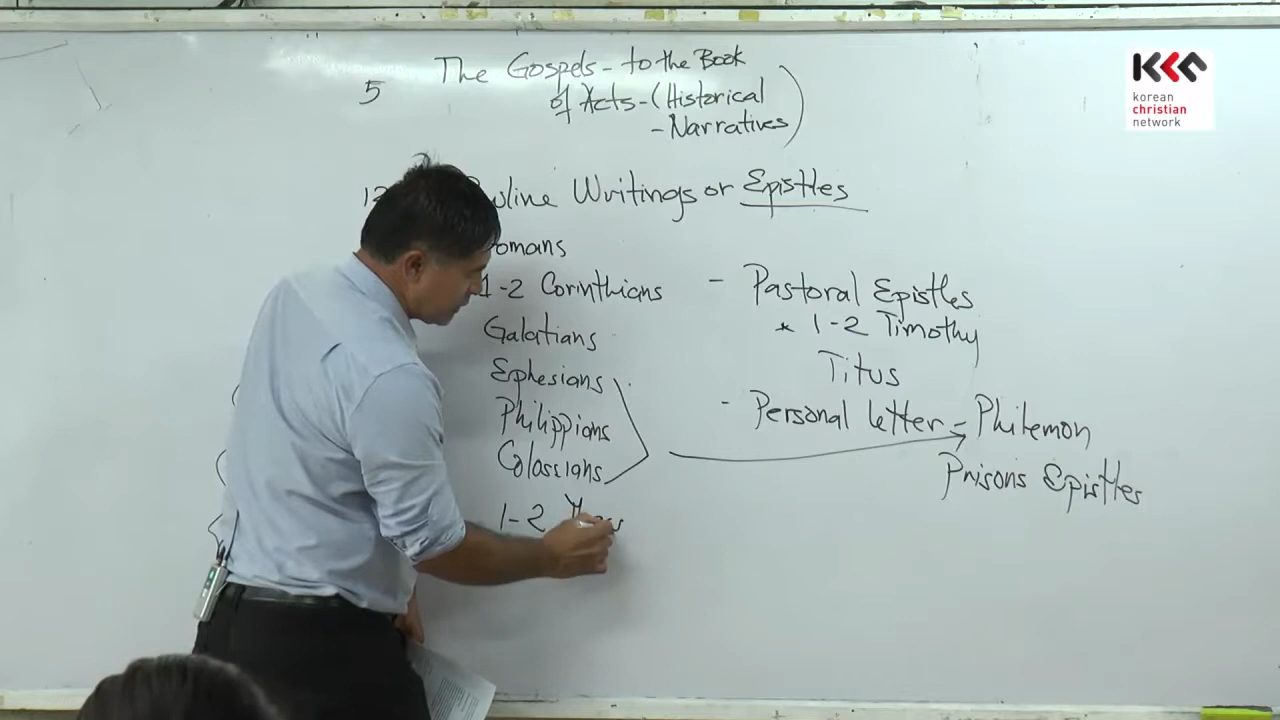 The Gospels - to the Book
5
of Acts - (Historical
- Narratives)
Writings or Epistles
1-2 Corinthians
Galatians
Ephesians
Philippians
Colossians
1-2
- Pastoral Epistles
* 1-2 Timothy
Titus
- Personal letter - Philemon
Prisons Epistles
KCN
korean
christian
network